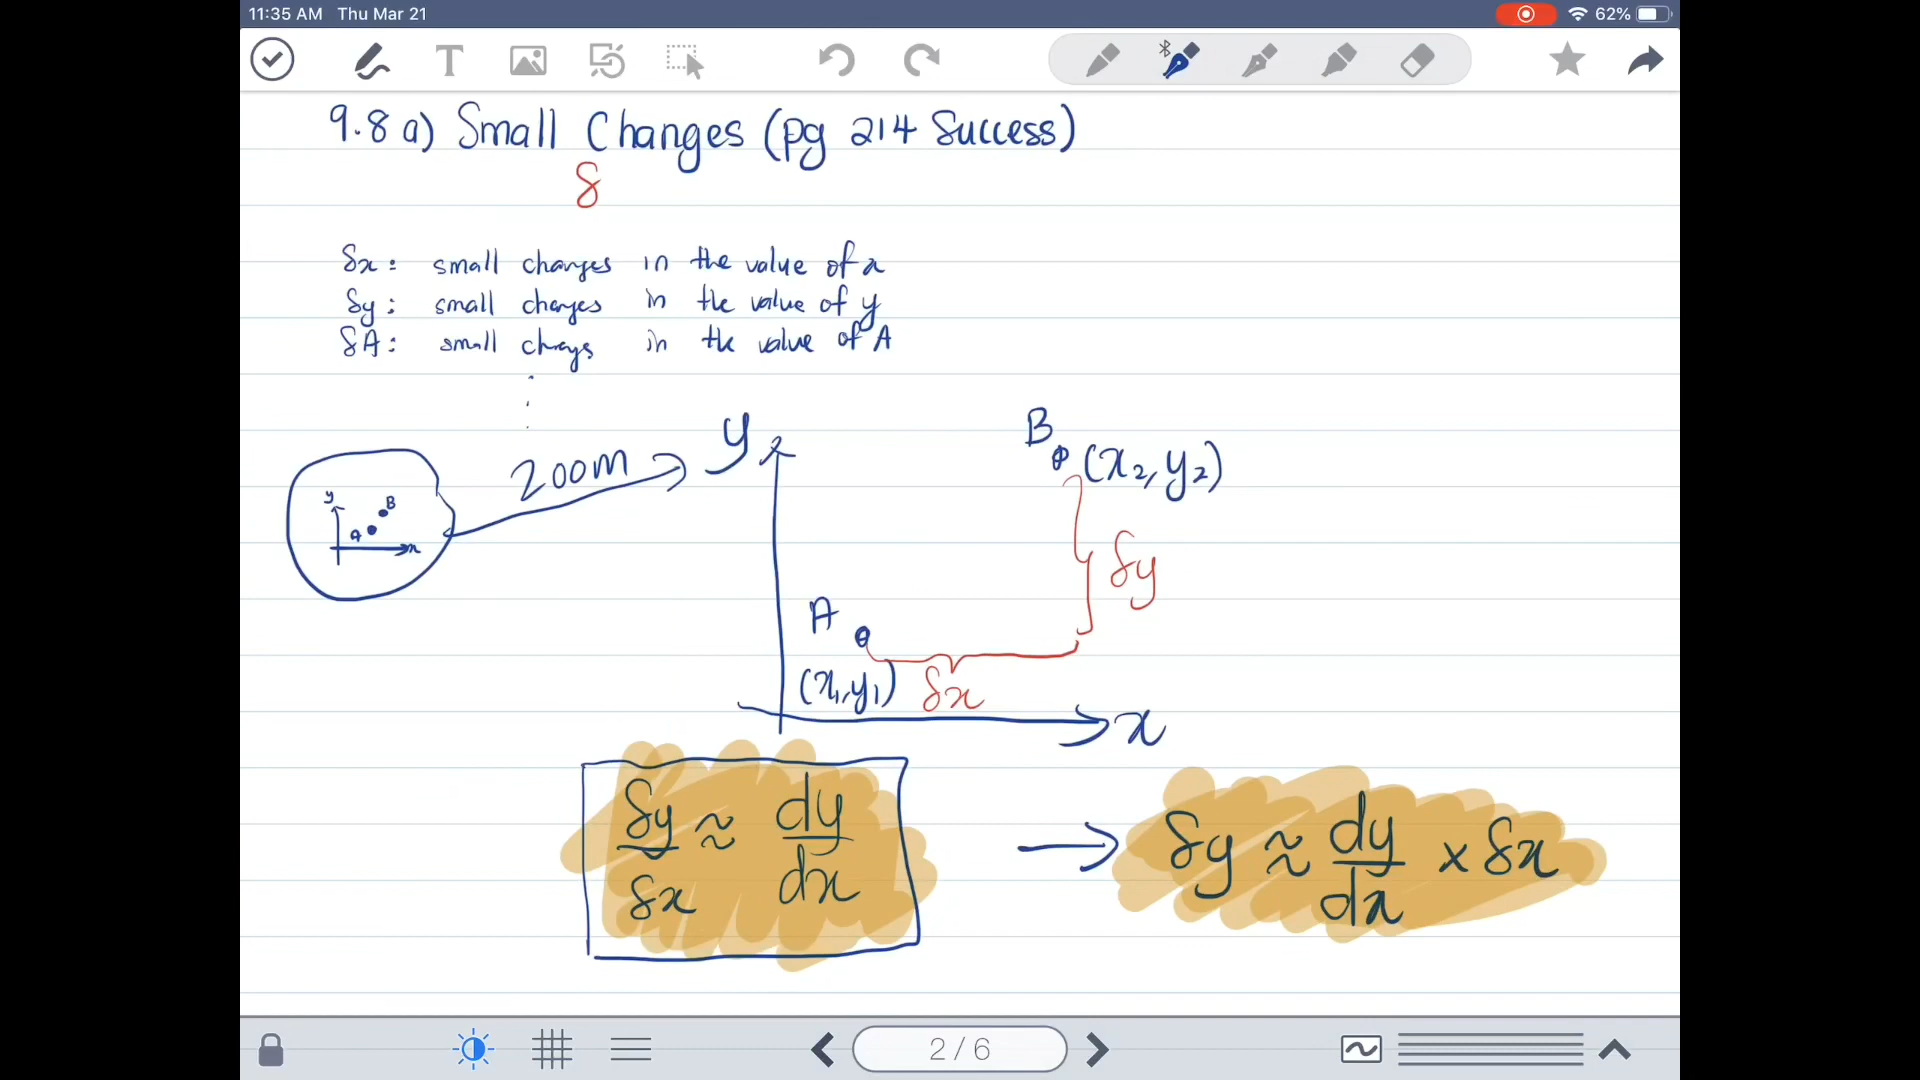 11:35 AM Thu Mar 21
62%
T
9.8 a) Small Changes (pg 214 Success)
δ
δx : small changes in the value of x
δy : small changes in the value of y
δA : small changes in the value of A
y
B
A
x
200m
y
B
(x₂, y₂)
δy
A
(x₁, y₁)
δx
x
δy/δx ≈ dy/dx
→ δy ≈ dy/dx × δx
2 / 6